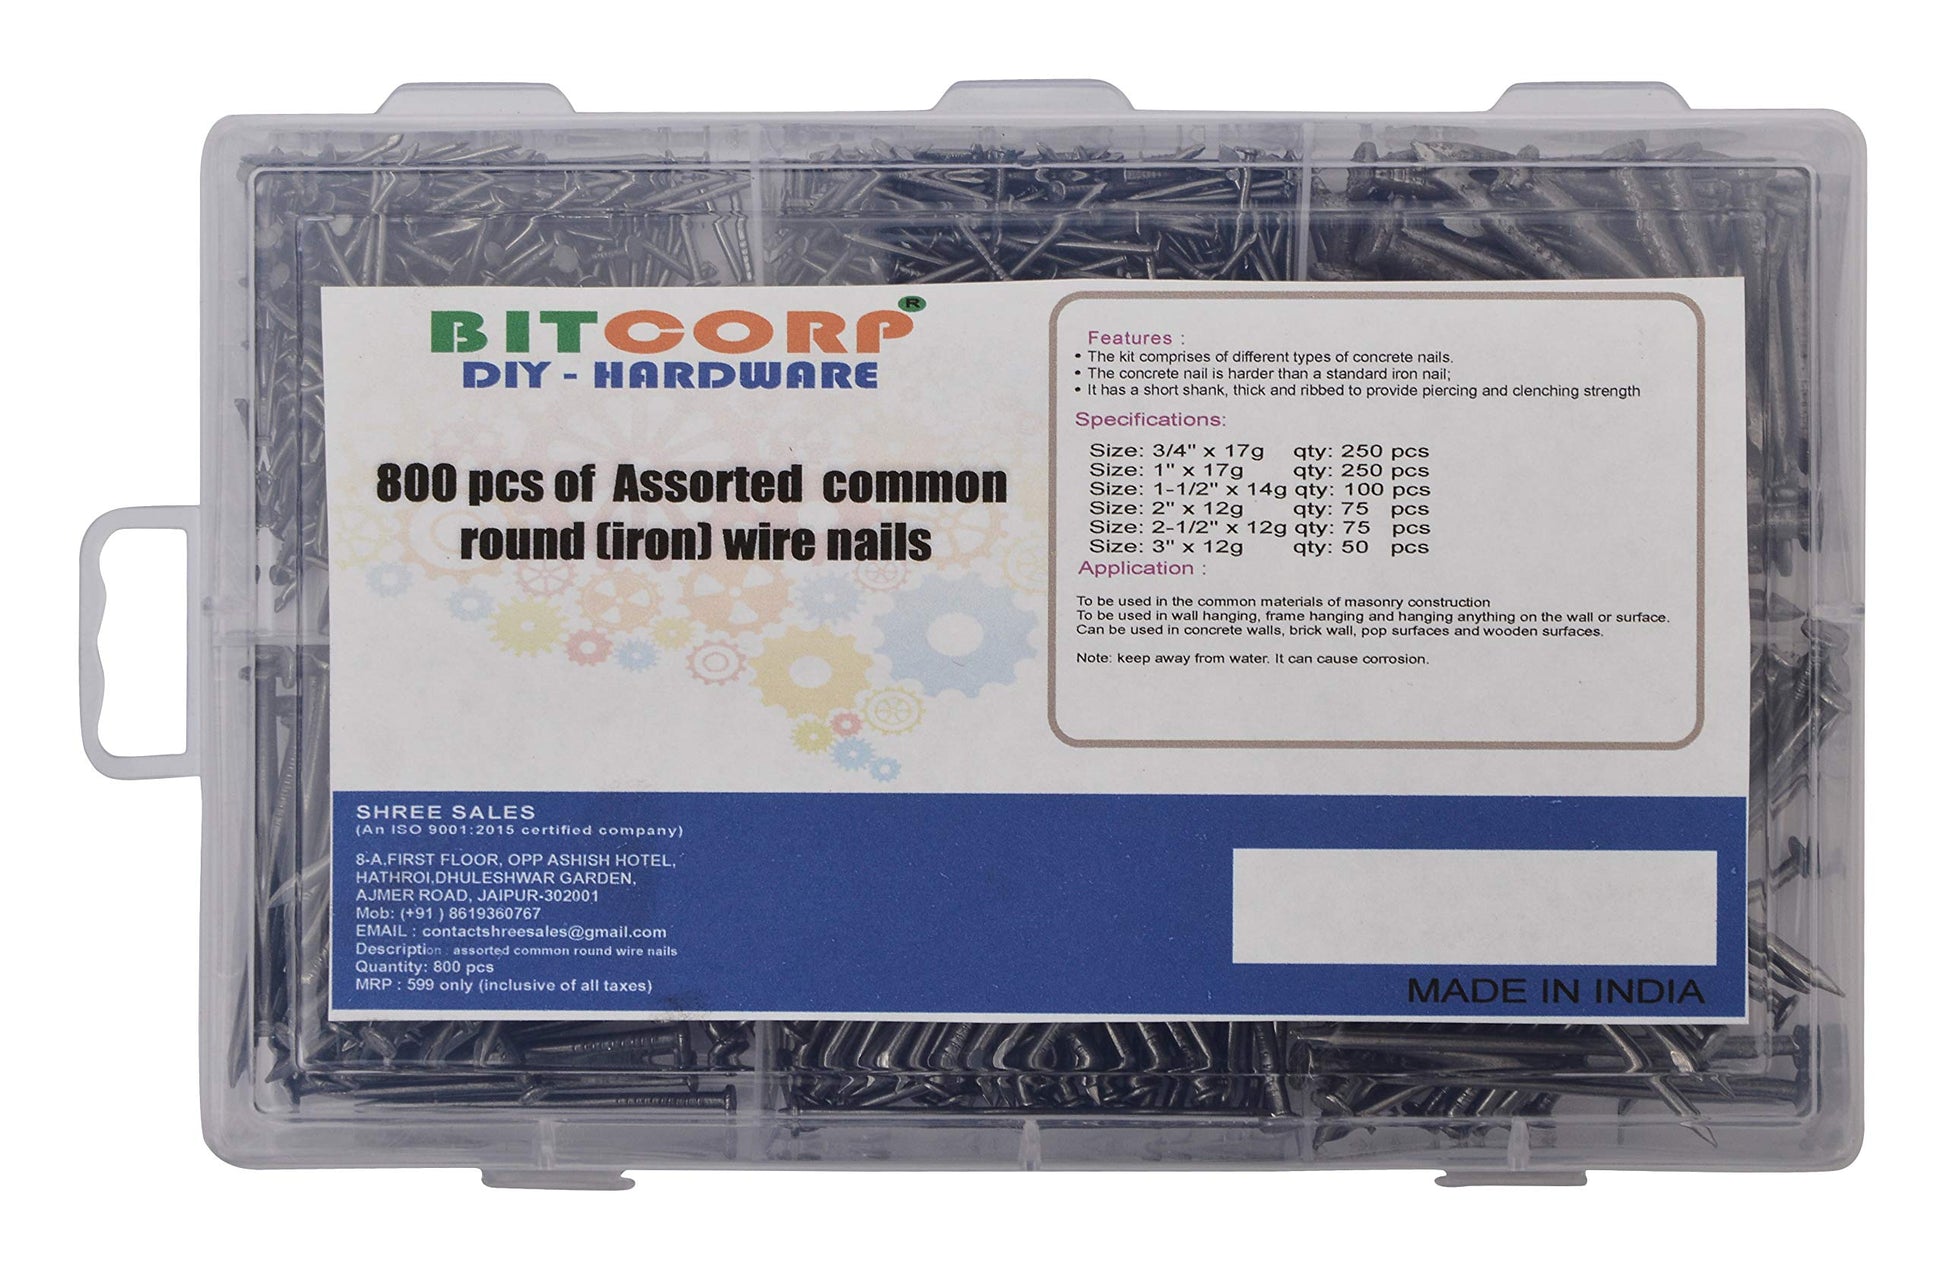 BITCORP ®
DIY - HARDWARE
800 pcs of Assorted common
round (iron) wire nails
Features :
• The kit comprises of different types of concrete nails.
• The concrete nail is harder than a standard iron nail;
• It has a short shank, thick and ribbed to provide piercing and clenching strength
Specifications:
Size: 3/4" x 17g qty: 250 pcs
Size: 1" x 17g qty: 250 pcs
Size: 1-1/2" x 14g qty: 100 pcs
Size: 2" x 12g qty: 75 pcs
Size: 2-1/2" x 12g qty: 75 pcs
Size: 3" x 12g qty: 50 pcs
Application :
To be used in the common materials of masonry construction
To be used in wall hanging, frame hanging and hanging anything on the wall or surface.
Can be used in concrete walls, brick wall, pop surfaces and wooden surfaces.
Note: keep away from water. It can cause corrosion.
SHREE SALES
(An ISO 9001:2015 certified company)
8-A,FIRST FLOOR, OPP ASHISH HOTEL,
HATHROI,DHULESHWAR GARDEN,
AJMER ROAD, JAIPUR-302001
Mob: (+91 ) 8619360767
EMAIL : contactshreesales@gmail.com
Description : assorted common round wire nails
Quantity: 800 pcs
MRP : 599 only (inclusive of all taxes)
MADE IN INDIA